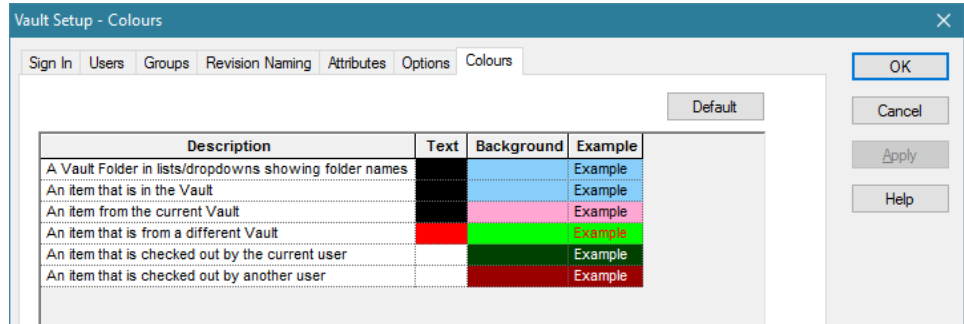 Vault Setup - Colours
Sign In Users Groups Revision Naming Attributes Options Colours
OK
Default
Cancel
Apply
Help
Description Text Background Example
A Vault Folder in lists/dropdowns showing folder names Example
An item that is in the Vault Example
An item from the current Vault Example
An item that is from a different Vault Example
An item that is checked out by the current user Example
An item that is checked out by another user Example